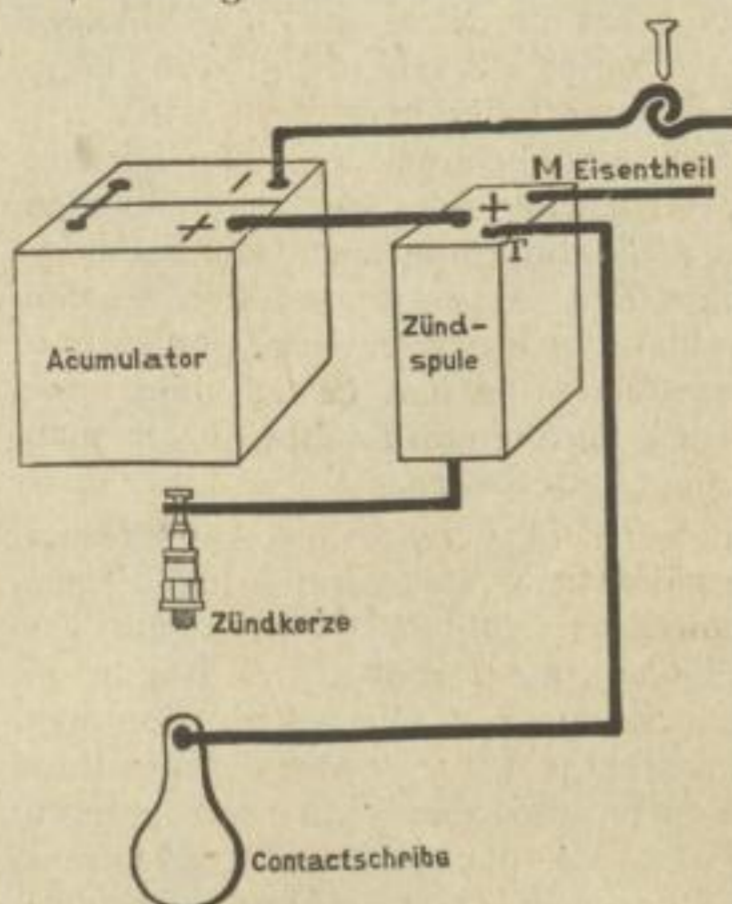 M Eisentheil
−
+
+
T
Acumulator
Zünd-
spule
Zündkerze
Contactschribe